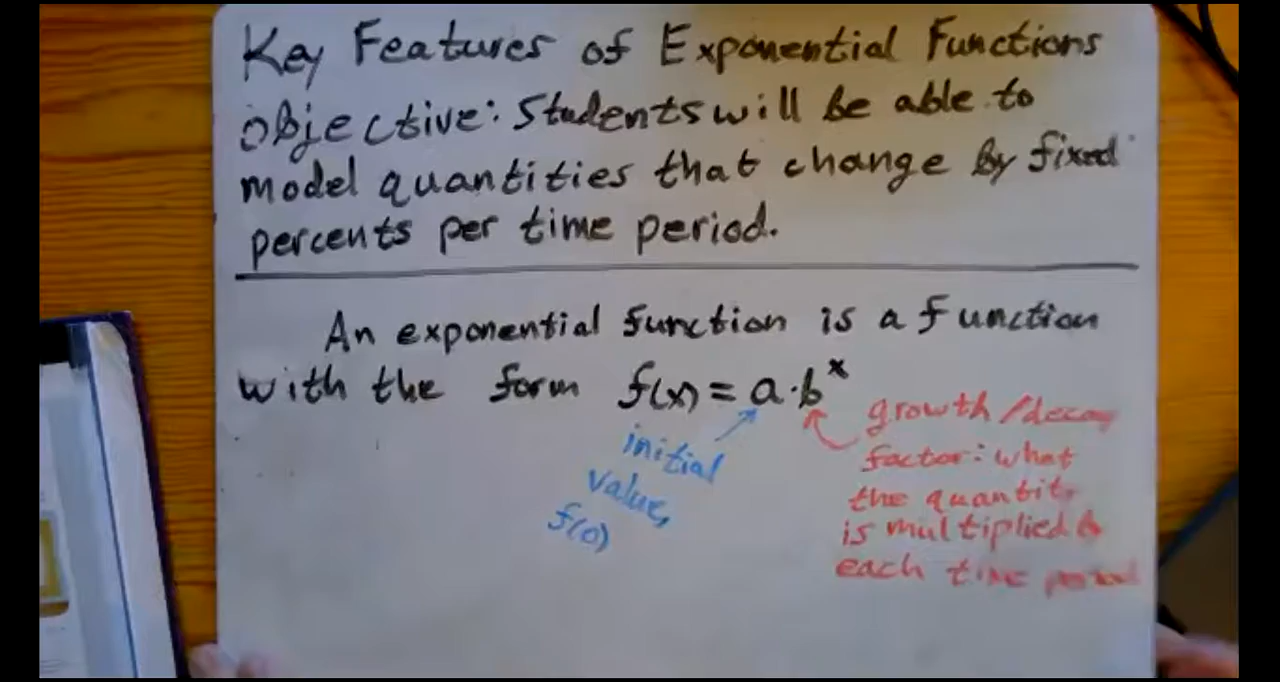 Key Features of Exponential Functions
Objective: Students will be able to
model quantities that change by fixed
percents per time period.
An exponential function is a function
with the form f(x) = a·b^x
initial
value,
f(0)
growth/decay
factor: what
the quantity
is multiplied by
each time period